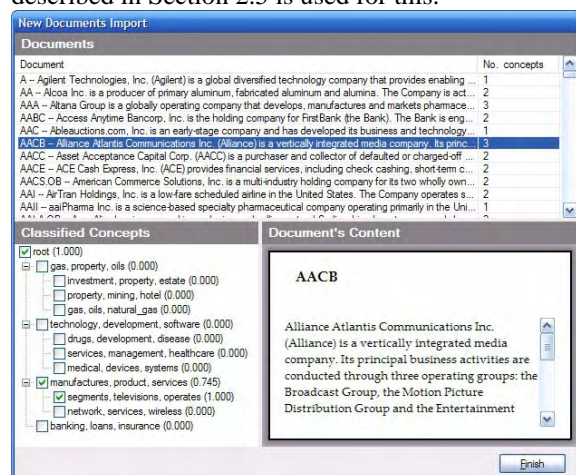 described in Section 2.3 is used for this.
New Documents Import
Documents
Document No. concepts
A -- Agilent Technologies, Inc. (Agilent) is a global diversified technology company that provides enabling ... 1
AA -- Alcoa Inc. is a producer of primary aluminum, fabricated aluminum and alumina. The Company is act... 2
AAA -- Altana Group is a globally operating company that develops, manufactures and markets pharmace... 3
AABC -- Access Anytime Bancorp, Inc. is the holding company for FirstBank (the Bank). The Bank is eng... 2
AAC -- Ableauctions.com, Inc. is an early-stage company and has developed its business and technology... 1
AACB -- Alliance Atlantis Communications Inc. (Alliance) is a vertically integrated media company. Its princ... 3
AACC -- Asset Acceptance Capital Corp. (AACC) is a purchaser and collector of defaulted or charged-off ... 2
AACE -- ACE Cash Express, Inc. (ACE) provides financial services, including check cashing, short-term c... 2
AACS.OB -- American Commerce Solutions, Inc. is a multi-industry holding company for its two wholly own... 2
AAI -- AirTran Holdings, Inc. is a low-fare scheduled airline in the United States. The Company operates s... 2
AAII -- aaiPharma Inc. is a science-based specialty pharmaceutical company operating primarily in the Uni... 1
Classified Concepts
root (1.000)
gas, property, oils (0.000)
investment, property, estate (0.000)
property, mining, hotel (0.000)
gas, oils, natural_gas (0.000)
technology, development, software (0.000)
drugs, development, disease (0.000)
services, management, healthcare (0.000)
medical, devices, systems (0.000)
manufactures, product, services (0.745)
segments, televisions, operates (1.000)
network, services, wireless (0.000)
banking, loans, insurance (0.000)
Document's Content
AACB
Alliance Atlantis Communications Inc.
(Alliance) is a vertically integrated media
company. Its principal business activities are
conducted through three operating groups: the
Broadcast Group, the Motion Picture
Distribution Group and the Entertainment
Finish